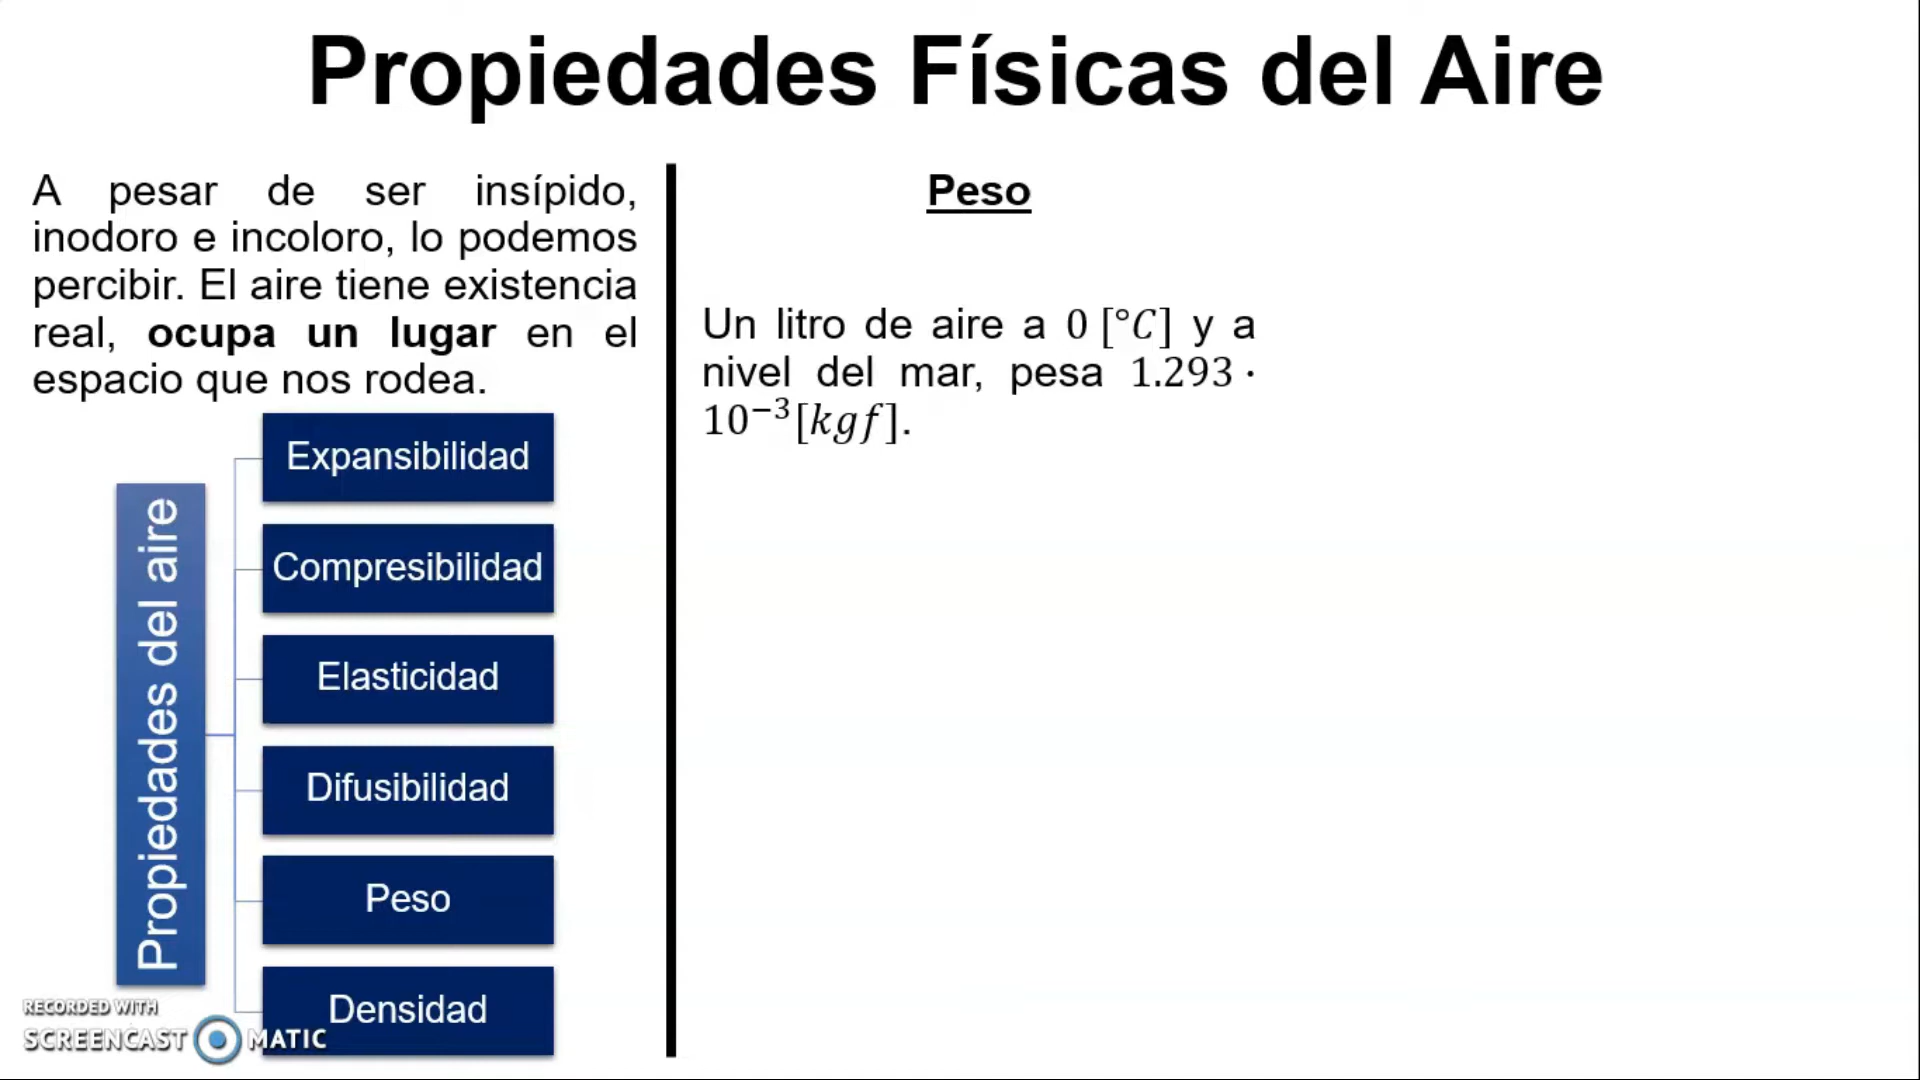 Propiedades Físicas del Aire
A pesar de ser insípido,
inodoro e incoloro, lo podemos
percibir. El aire tiene existencia
real, ocupa un lugar en el
espacio que nos rodea.
Propiedades del aire
Expansibilidad
Compresibilidad
Elasticidad
Difusibilidad
Peso
Densidad
Peso
Un litro de aire a 0 [°C] y a
nivel del mar, pesa 1.293 ·
10⁻³[kgf].
RECORDED WITH
SCREENCAST MATIC